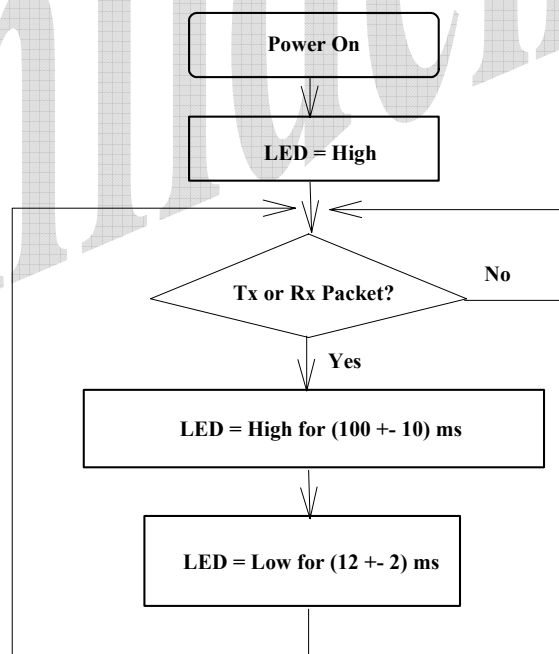 Power On
LED = High
Tx or Rx Packet?
No
Yes
LED = High for (100 +- 10) ms
LED = Low for (12 +- 2) ms